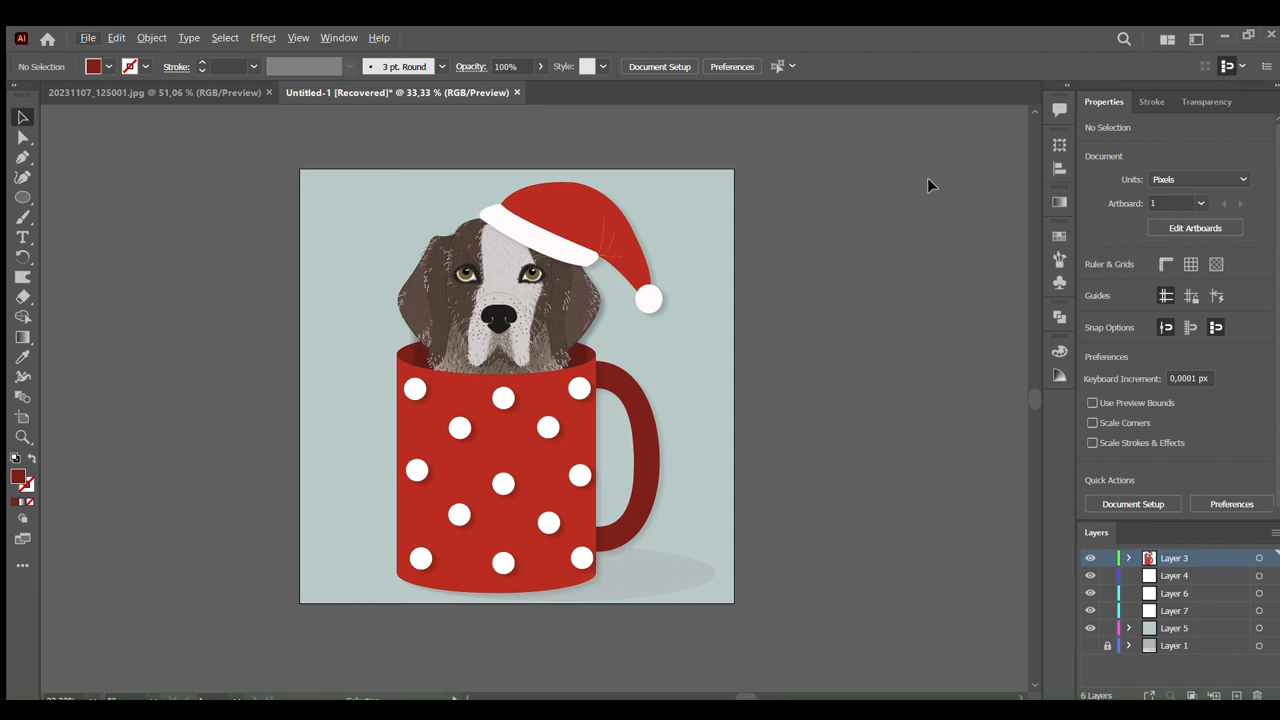 Ai File Edit Object Type Select Effect View Window Help
No Selection Stroke: 3 pt. Round Opacity: 100% Style: Document Setup Preferences
20231107_125001.jpg @ 51,06 % (RGB/Preview) × Untitled-1 [Recovered]* @ 33,33 % (RGB/Preview) ×
Properties Stroke Transparency
No Selection
Document
Units: Pixels
Artboard: 1
Edit Artboards
Ruler & Grids
Guides
Snap Options
Preferences
Keyboard Increment: 0,0001 px
Use Preview Bounds
Scale Corners
Scale Strokes & Effects
Quick Actions
Document Setup Preferences
Layers
Layer 3
Layer 4
Layer 6
Layer 7
Layer 5
Layer 1
6 Layers